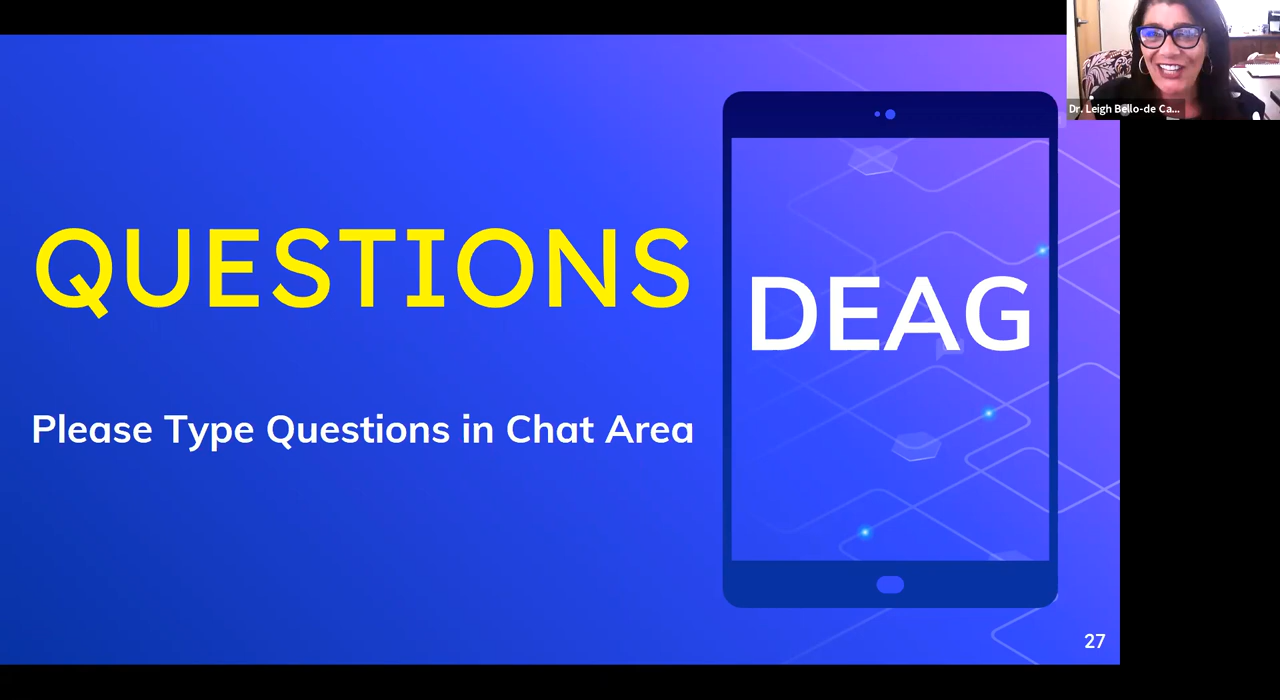 Dr. Leigh Bello-de Ca...
QUESTIONS
DEAG
Please Type Questions in Chat Area
27